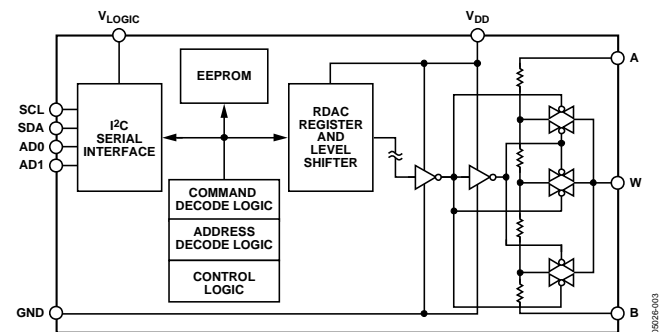 VLOGIC
VDD
A
EEPROM
SCL
SDA
AD0
AD1
I2C
SERIAL
INTERFACE
RDAC
REGISTER
AND
LEVEL
SHIFTER
W
COMMAND
DECODE LOGIC
ADDRESS
DECODE LOGIC
CONTROL
LOGIC
GND
B
05026-003